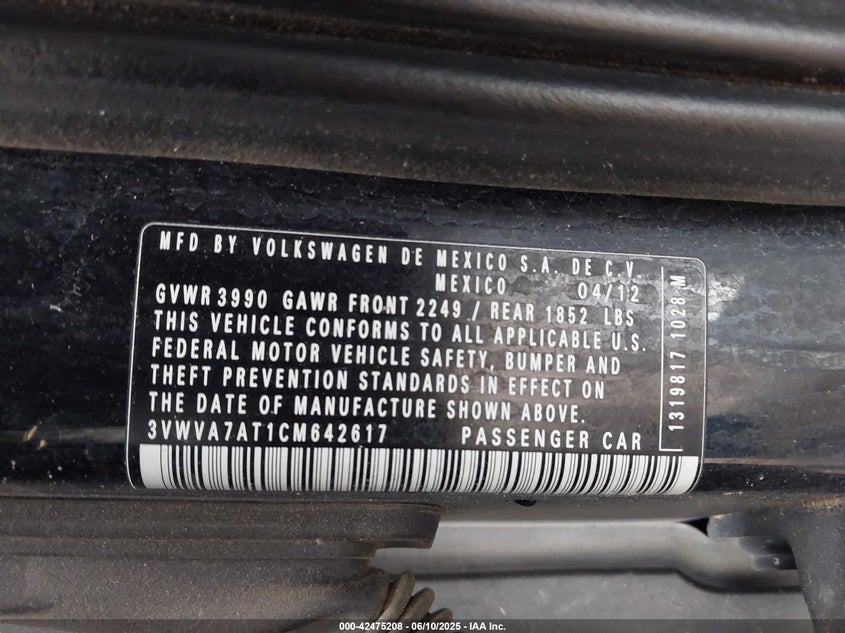 MFD BY VOLKSWAGEN DE MEXICO S.A. DE C.V.
MEXICO 04/12
GVWR 3990 GAWR FRONT 2249 / REAR 1852 LBS
THIS VEHICLE CONFORMS TO ALL APPLICABLE U.S.
FEDERAL MOTOR VEHICLE SAFETY, BUMPER AND
THEFT PREVENTION STANDARDS IN EFFECT ON
THE DATE OF MANUFACTURE SHOWN ABOVE.
3VWVA7AT1CM642617 PASSENGER CAR
1319817 1028 M
000-42475208 - 06/10/2025 - IAA Inc.